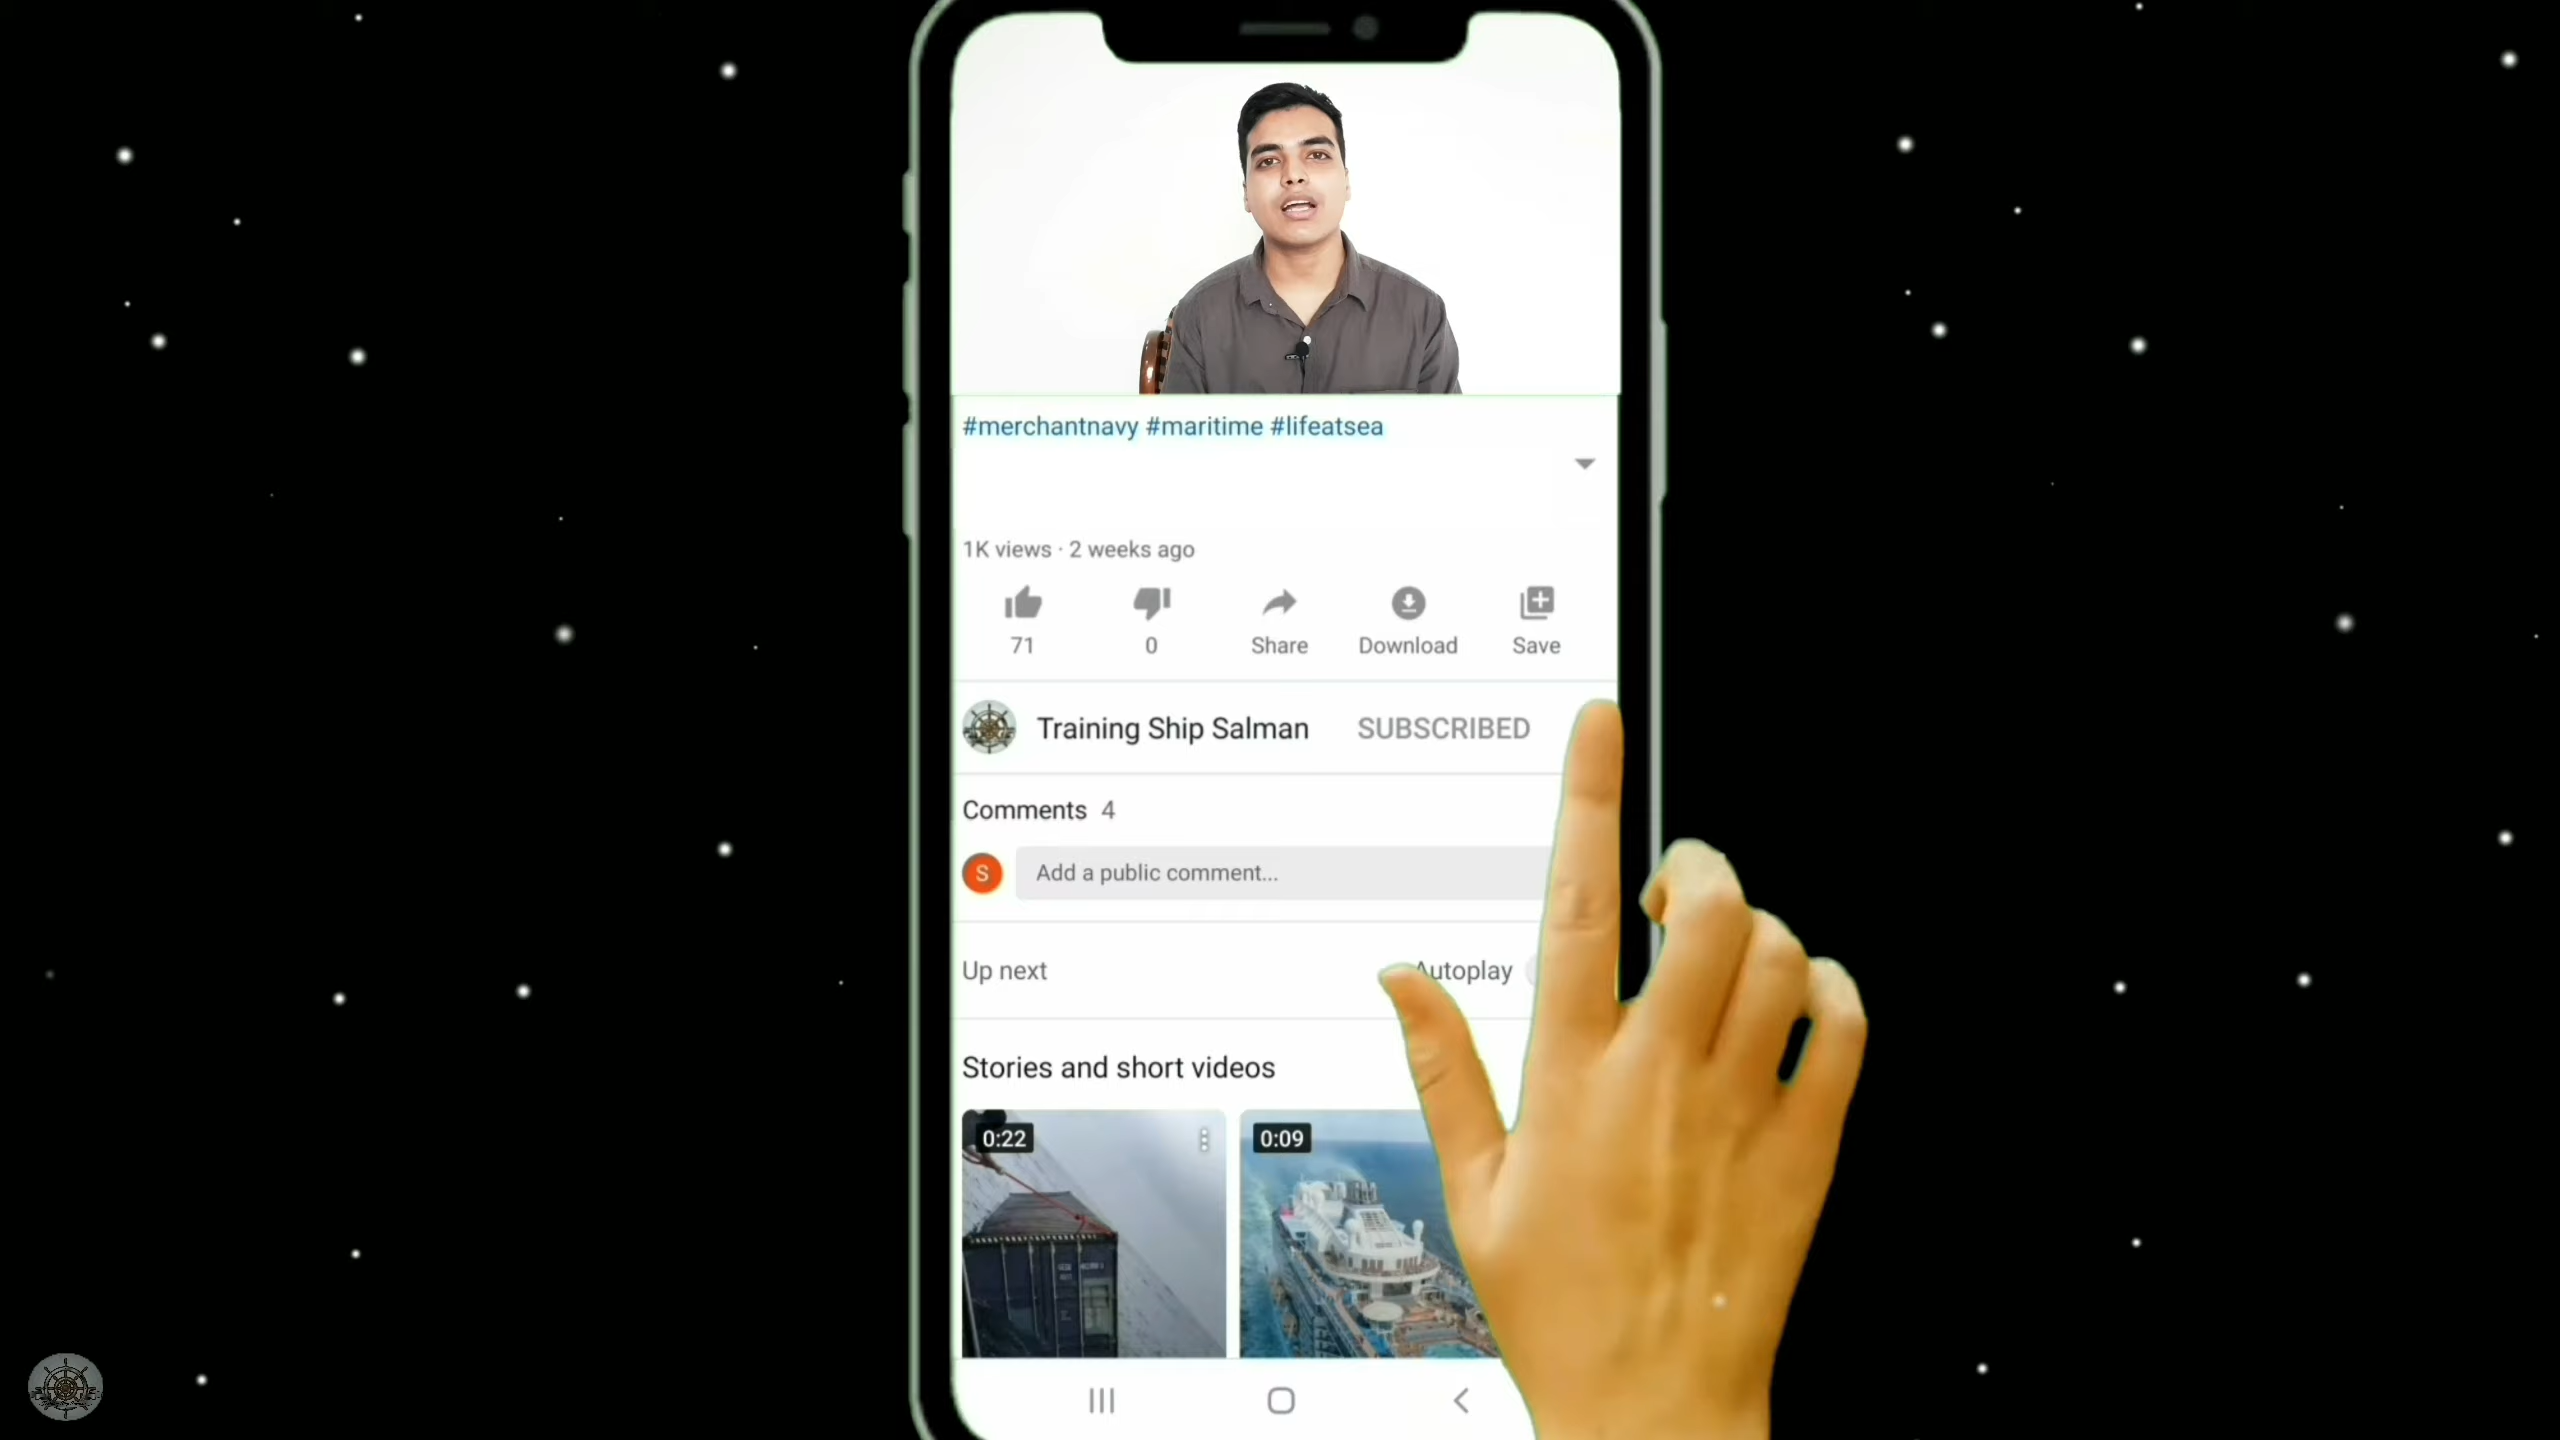 #merchantnavy #maritime #lifeatsea
1K views · 2 weeks ago
71 0 Share Download Save
Training Ship Salman SUBSCRIBED
Comments 4
S Add a public comment...
Up next Autoplay
Stories and short videos
0:22 0:09